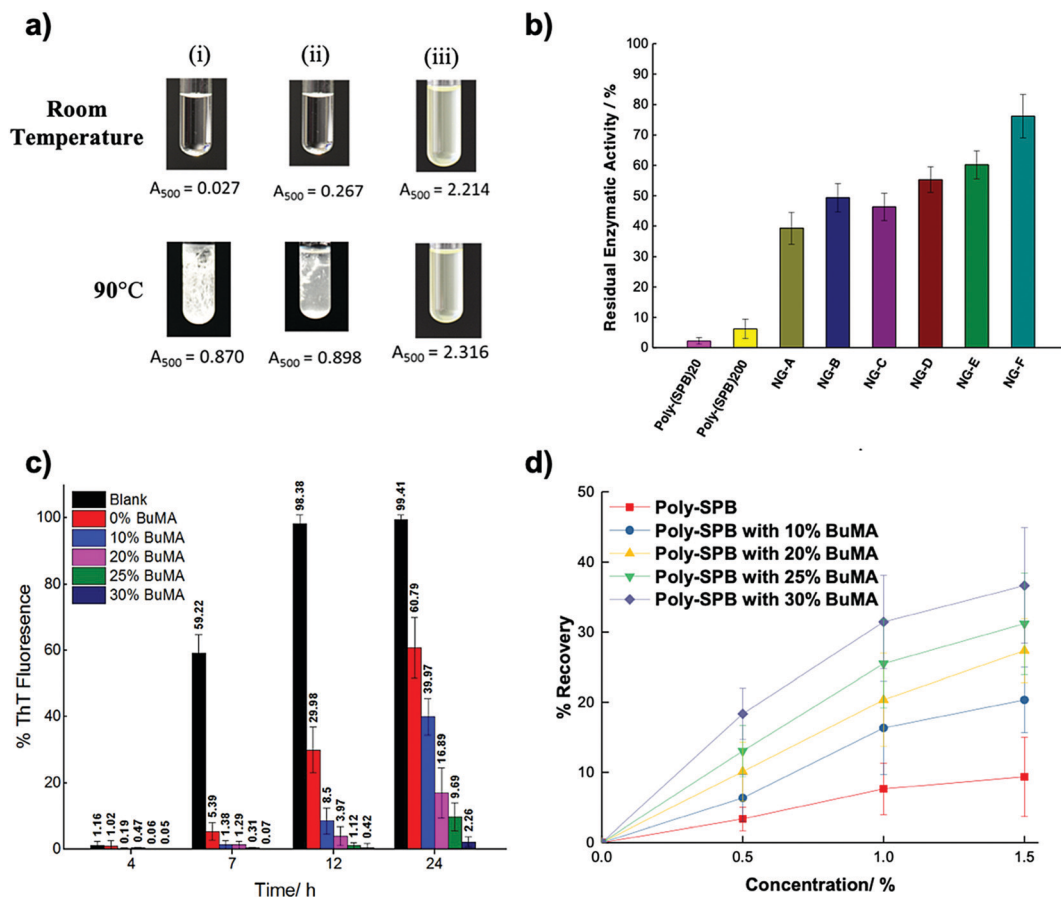 a)
(i) (ii) (iii)
Room
Temperature
A500 = 0.027 A500 = 0.267 A500 = 2.214
90°C
A500 = 0.870 A500 = 0.898 A500 = 2.316
b)
Residual Enzymatic Activity / %
100
90
80
70
60
50
40
30
20
10
0
Poly-(SPB)20 Poly-(SPB)200 NG-A NG-B NG-C NG-D NG-E NG-F
c)
% ThT Fluoresence
100
80
60
40
20
0
Blank
0% BuMA
10% BuMA
20% BuMA
25% BuMA
30% BuMA
1.16 1.02 0.19 0.47 0.06 0.05
59.22 5.39 1.38 1.29 0.31 0.07
98.38 29.98 8.5 3.97 1.12 0.42
99.41 60.79 39.97 16.89 9.69 2.26
4 7 12 24
Time/ h
d)
% Recovery
50
40
30
20
10
0
Poly-SPB
Poly-SPB with 10% BuMA
Poly-SPB with 20% BuMA
Poly-SPB with 25% BuMA
Poly-SPB with 30% BuMA
0.0 0.5 1.0 1.5
Concentration/ %